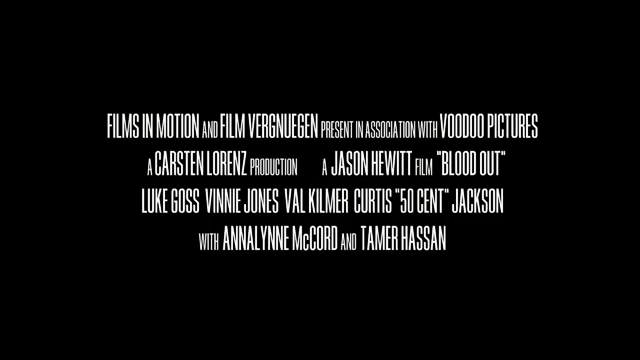 FILMS IN MOTION AND FILM VERGNUEGEN PRESENT IN ASSOCIATION WITH VOODOO PICTURES
A CARSTEN LORENZ PRODUCTION A JASON HEWITT FILM "BLOOD OUT"
LUKE GOSS VINNIE JONES VAL KILMER CURTIS "50 CENT" JACKSON
WITH ANNALYNNE McCORD AND TAMER HASSAN